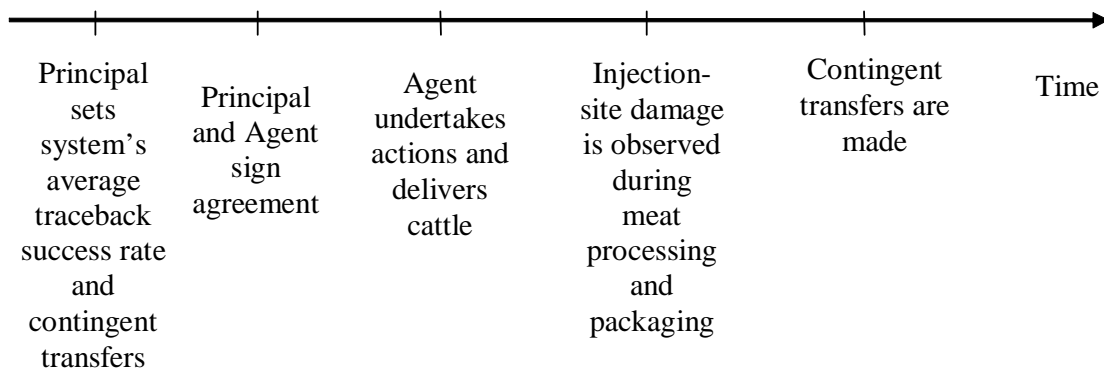 Principal
sets
system’s
average
traceback
success rate
and
contingent
transfers
Principal
and Agent
sign
agreement
Agent
undertakes
actions and
delivers
cattle
Injection-
site damage
is observed
during
meat
processing
and
packaging
Contingent
transfers are
made
Time